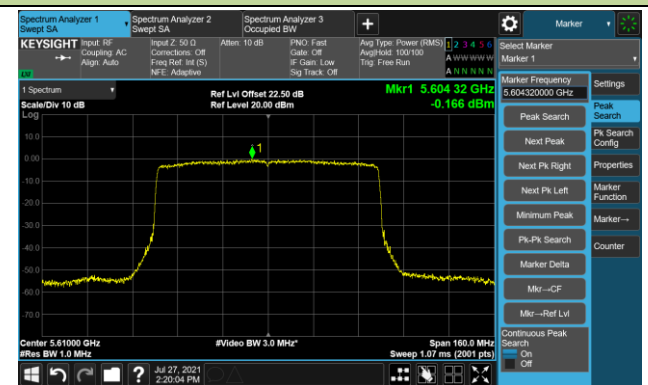 Spectrum Analyzer 1
Swept SA
Spectrum Analyzer 2
Swept SA
Spectrum Analyzer 3
Occupied BW
+
Marker
KEYSIGHT
Input: RF
Coupling: AC
Align: Auto
Input Z: 50 Ω
Corrections: Off
Freq Ref: Int (S)
NFE: Adaptive
Atten: 10 dB
PNO: Fast
Gate: Off
IF Gain: Low
Sig Track: Off
Avg Type: Power (RMS)
Avg|Hold: 100/100
Trig: Free Run
1 2 3 4 5 6
A W W W W W
A N N N N N
Select Marker
Marker 1
1 Spectrum
Scale/Div 10 dB
Log
Ref Lvl Offset 22.50 dB
Ref Level 20.00 dBm
Mkr1 5.604 32 GHz
-0.166 dBm
1
10.0
0.00
-10.0
-20.0
-30.0
-40.0
-50.0
-60.0
-70.0
Center 5.61000 GHz
#Res BW 1.0 MHz
#Video BW 3.0 MHz*
Span 160.0 MHz
Sweep 1.07 ms (2001 pts)
Marker Frequency
5.604320000 GHz
Peak Search
Next Peak
Next Pk Right
Next Pk Left
Minimum Peak
Pk-Pk Search
Marker Delta
Mkr→CF
Mkr→Ref Lvl
Continuous Peak
Search
On
Off
Settings
Peak
Search
Pk Search
Config
Properties
Marker
Function
Marker→
Counter
?
Jul 27, 2021
2:20:04 PM